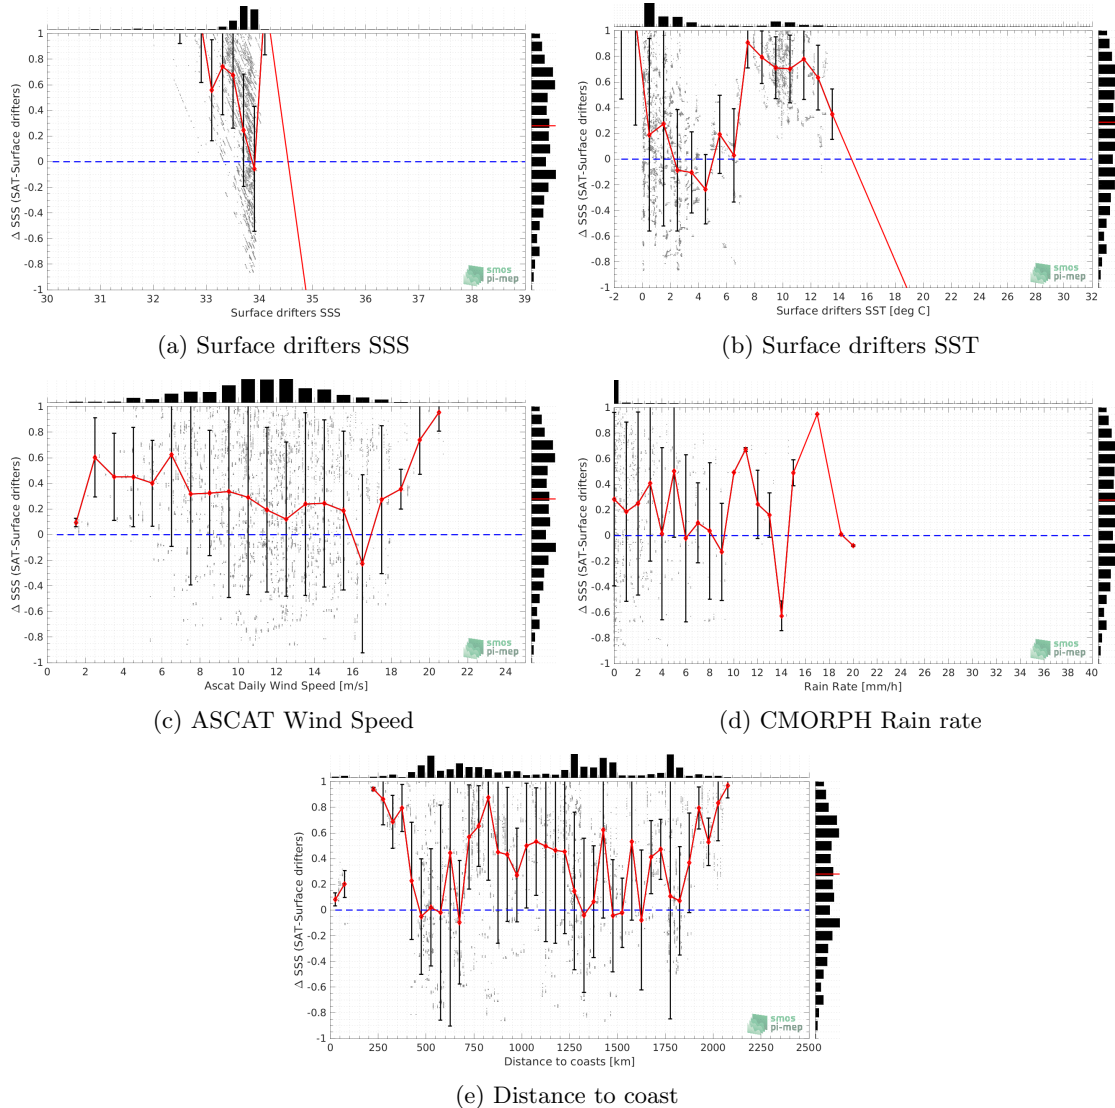 1
0.8
0.6
0.4
0.2
0
-0.2
-0.4
-0.6
-0.8
-1
Δ SSS (SAT-Surface drifters)
30 31 32 33 34 35 36 37 38 39
Surface drifters SSS
smos
pi-mep
(a) Surface drifters SSS
1
0.8
0.6
0.4
0.2
0
-0.2
-0.4
-0.6
-0.8
-1
Δ SSS (SAT-Surface drifters)
-2 0 2 4 6 8 10 12 14 16 18 20 22 24 26 28 30 32
Surface drifters SST [deg C]
smos
pi-mep
(b) Surface drifters SST
1
0.8
0.6
0.4
0.2
0
-0.2
-0.4
-0.6
-0.8
-1
Δ SSS (SAT-Surface drifters)
0 2 4 6 8 10 12 14 16 18 20 22 24
Ascat Daily Wind Speed [m/s]
smos
pi-mep
(c) ASCAT Wind Speed
1
0.8
0.6
0.4
0.2
0
-0.2
-0.4
-0.6
-0.8
-1
Δ SSS (SAT-Surface drifters)
0 2 4 6 8 10 12 14 16 18 20 22 24 26 28 30 32 34 36 38 40
Rain Rate [mm/h]
smos
pi-mep
(d) CMORPH Rain rate
1
0.8
0.6
0.4
0.2
0
-0.2
-0.4
-0.6
-0.8
-1
Δ SSS (SAT-Surface drifters)
0 250 500 750 1000 1250 1500 1750 2000 2250 2500
Distance to coasts [km]
smos
pi-mep
(e) Distance to coast